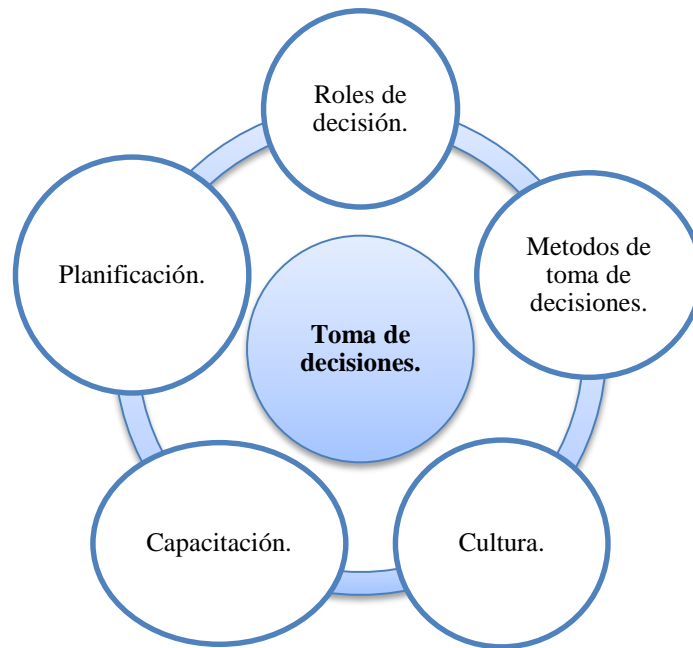 Roles de
decisión.
Metodos de
toma de
decisiones.
Planificación.
Toma de
decisiones.
Capacitación.
Cultura.